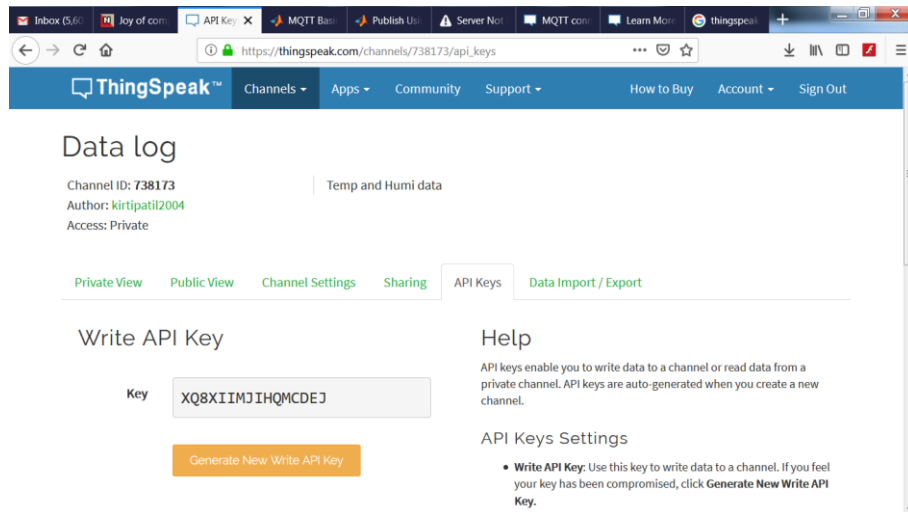 Inbox (5,60
Joy of com
API Key
MQTT Basi
Publish Usi
Server Not
MQTT conn
Learn More
thingspeak
https://thingspeak.com/channels/738173/api_keys
ThingSpeak™ Channels Apps Community Support How to Buy Account Sign Out
Data log
Channel ID: 738173
Temp and Humi data
Author: kirtipatil2004
Access: Private
Private View Public View Channel Settings Sharing API Keys Data Import / Export
Write API Key
Key XQ8XIIMJIHQMCDEJ
Generate New Write API Key
Help
API keys enable you to write data to a channel or read data from a
private channel. API keys are auto-generated when you create a new
channel.
API Keys Settings
• Write API Key: Use this key to write data to a channel. If you feel
your key has been compromised, click Generate New Write API
Key.